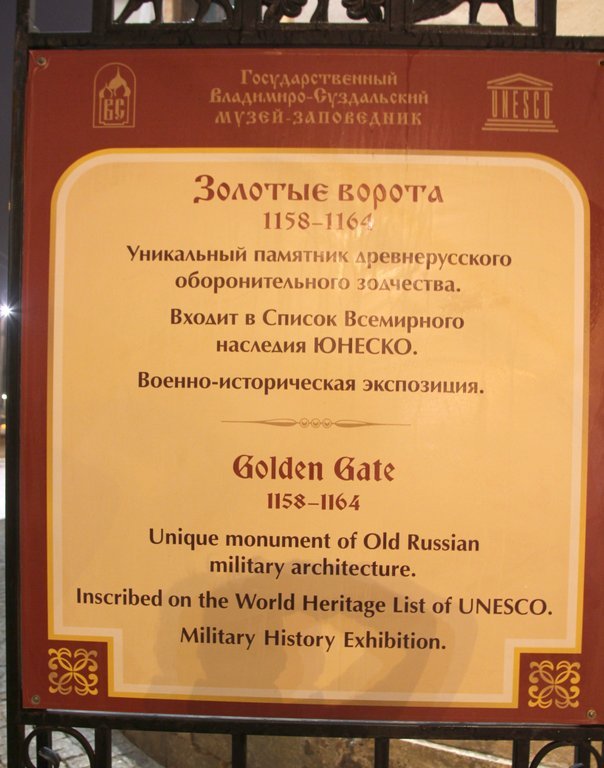 ВС
Государственный
Владимиро-Суздальский
МУЗЕЙ-ЗАПОВЕДНИК
UNESCO
Золотые ворота
1158–1164
Уникальный памятник древнерусского
оборонительного зодчества.
Входит в Список Всемирного
наследия ЮНЕСКО.
Военно-историческая экспозиция.
Golden Gate
1158–1164
Unique monument of Old Russian
military architecture.
Inscribed on the World Heritage List of UNESCO.
Military History Exhibition.